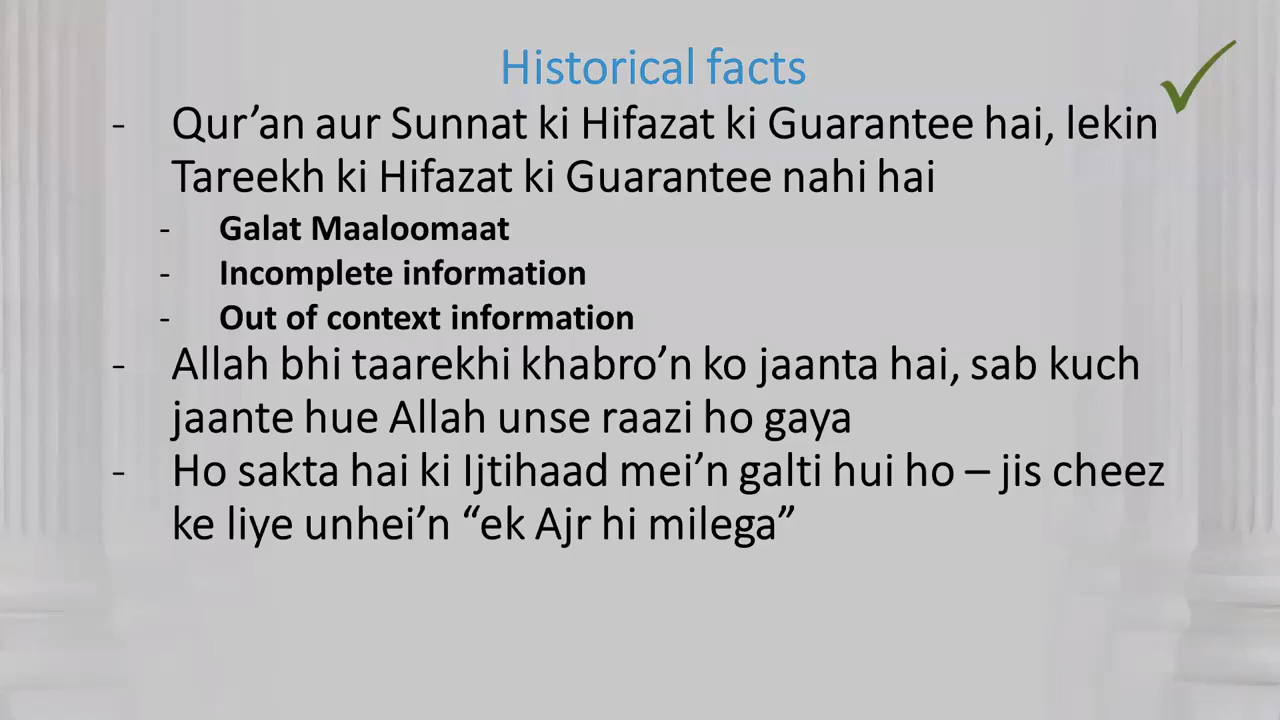 Historical facts
- Qur’an aur Sunnat ki Hifazat ki Guarantee hai, lekin
Tareekh ki Hifazat ki Guarantee nahi hai
- Galat Maaloomaat
- Incomplete information
- Out of context information
- Allah bhi taarekhi khabro’n ko jaanta hai, sab kuch
jaante hue Allah unse raazi ho gaya
- Ho sakta hai ki Ijtihaad mei’n galti hui ho – jis cheez
ke liye unhei’n “ek Ajr hi milega”